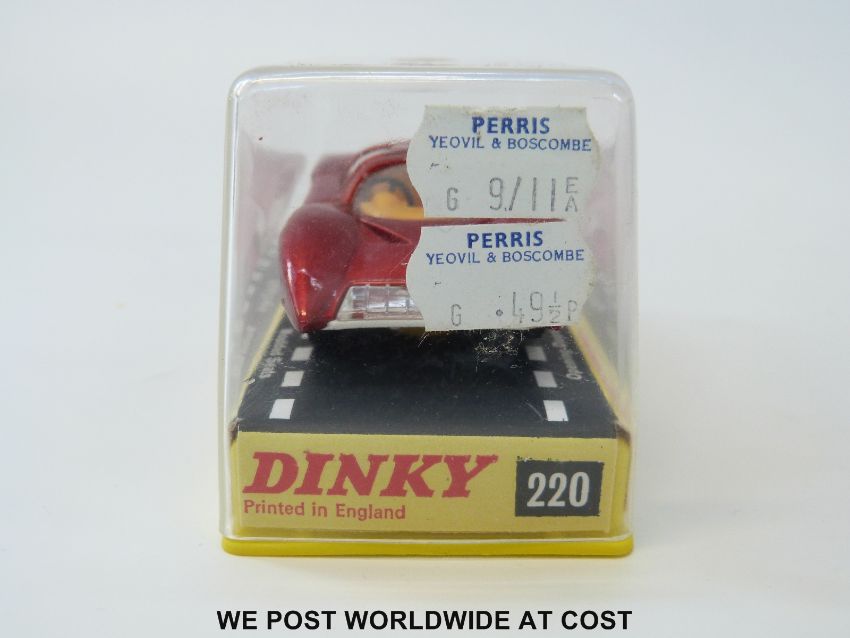 PERRIS
YEOVIL & BOSCOMBE
G 9/11 EA
PERRIS
YEOVIL & BOSCOMBE
G .49½P
DINKY
220
Printed in England
WE POST WORLDWIDE AT COST